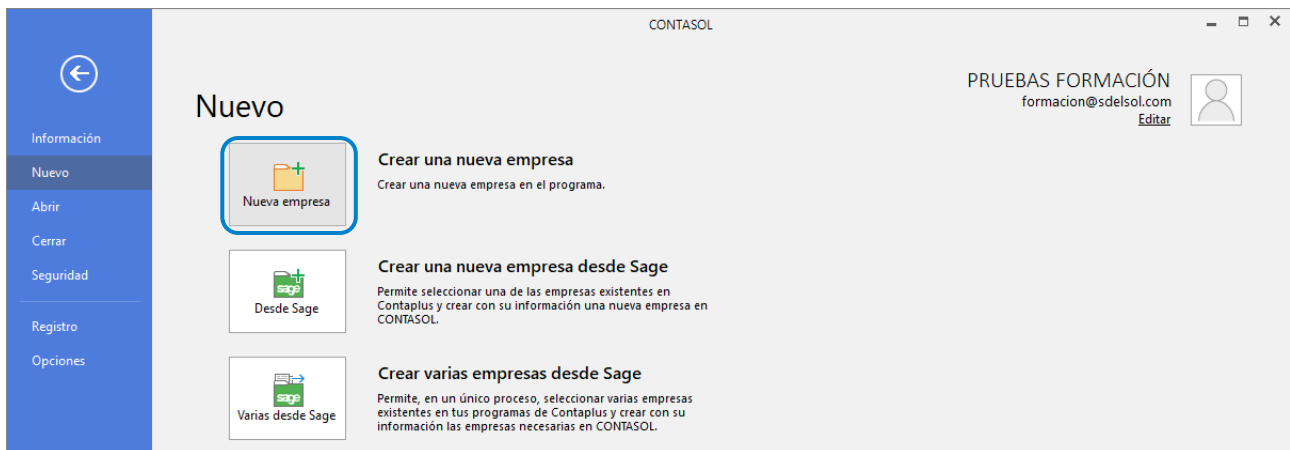 CONTASOL
PRUEBAS FORMACIÓN
formacion@sdelsol.com
Editar
Información
Nuevo
Abrir
Cerrar
Seguridad
Registro
Opciones
Nuevo
Nueva empresa
Crear una nueva empresa
Crear una nueva empresa en el programa.
sage
Desde Sage
Crear una nueva empresa desde Sage
Permite seleccionar una de las empresas existentes en
Contaplus y crear con su información una nueva empresa en
CONTASOL.
sage
Varias desde Sage
Crear varias empresas desde Sage
Permite, en un único proceso, seleccionar varias empresas
existentes en tus programas de Contaplus y crear con su
información las empresas necesarias en CONTASOL.